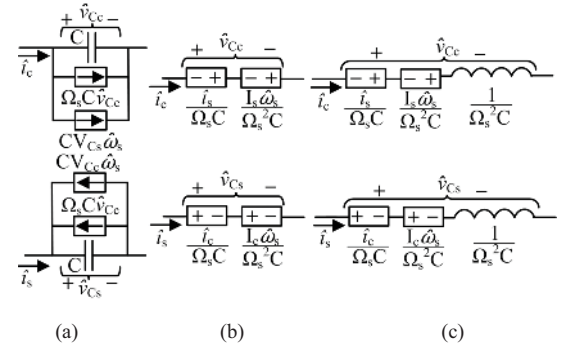 + v̂Cc − + v̂Cc − + v̂Cc −
C
îc − + − + − + − +
ΩsCv̂Cc îc îs/ΩsC Isω̂s/Ωs²C îc îs/ΩsC Isω̂s/Ωs²C 1/Ωs²C
CVCsω̂s
CVCcω̂s
ΩsCv̂Cc + v̂Cs − + v̂Cs −
C + − + − + − + −
îs + v̂Cs − îs îc/ΩsC Icω̂s/Ωs²C îs îc/ΩsC Icω̂s/Ωs²C 1/Ωs²C
(a) (b) (c)